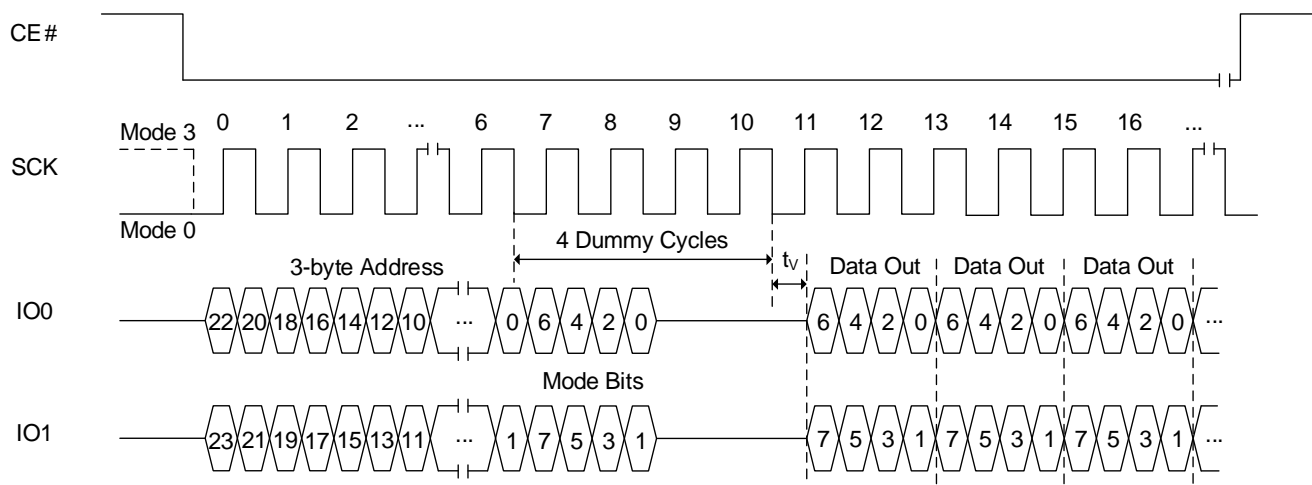 CE#
Mode 3 0 1 2 ... 6 7 8 9 10 11 12 13 14 15 16 ...
SCK
Mode 0
4 Dummy Cycles
3-byte Address tV Data Out Data Out Data Out
IO0 22 20 18 16 14 12 10 ... 0 6 4 2 0 6 4 2 0 6 4 2 0 6 4 2 0 ...
Mode Bits
IO1 23 21 19 17 15 13 11 ... 1 7 5 3 1 7 5 3 1 7 5 3 1 7 5 3 1 ...